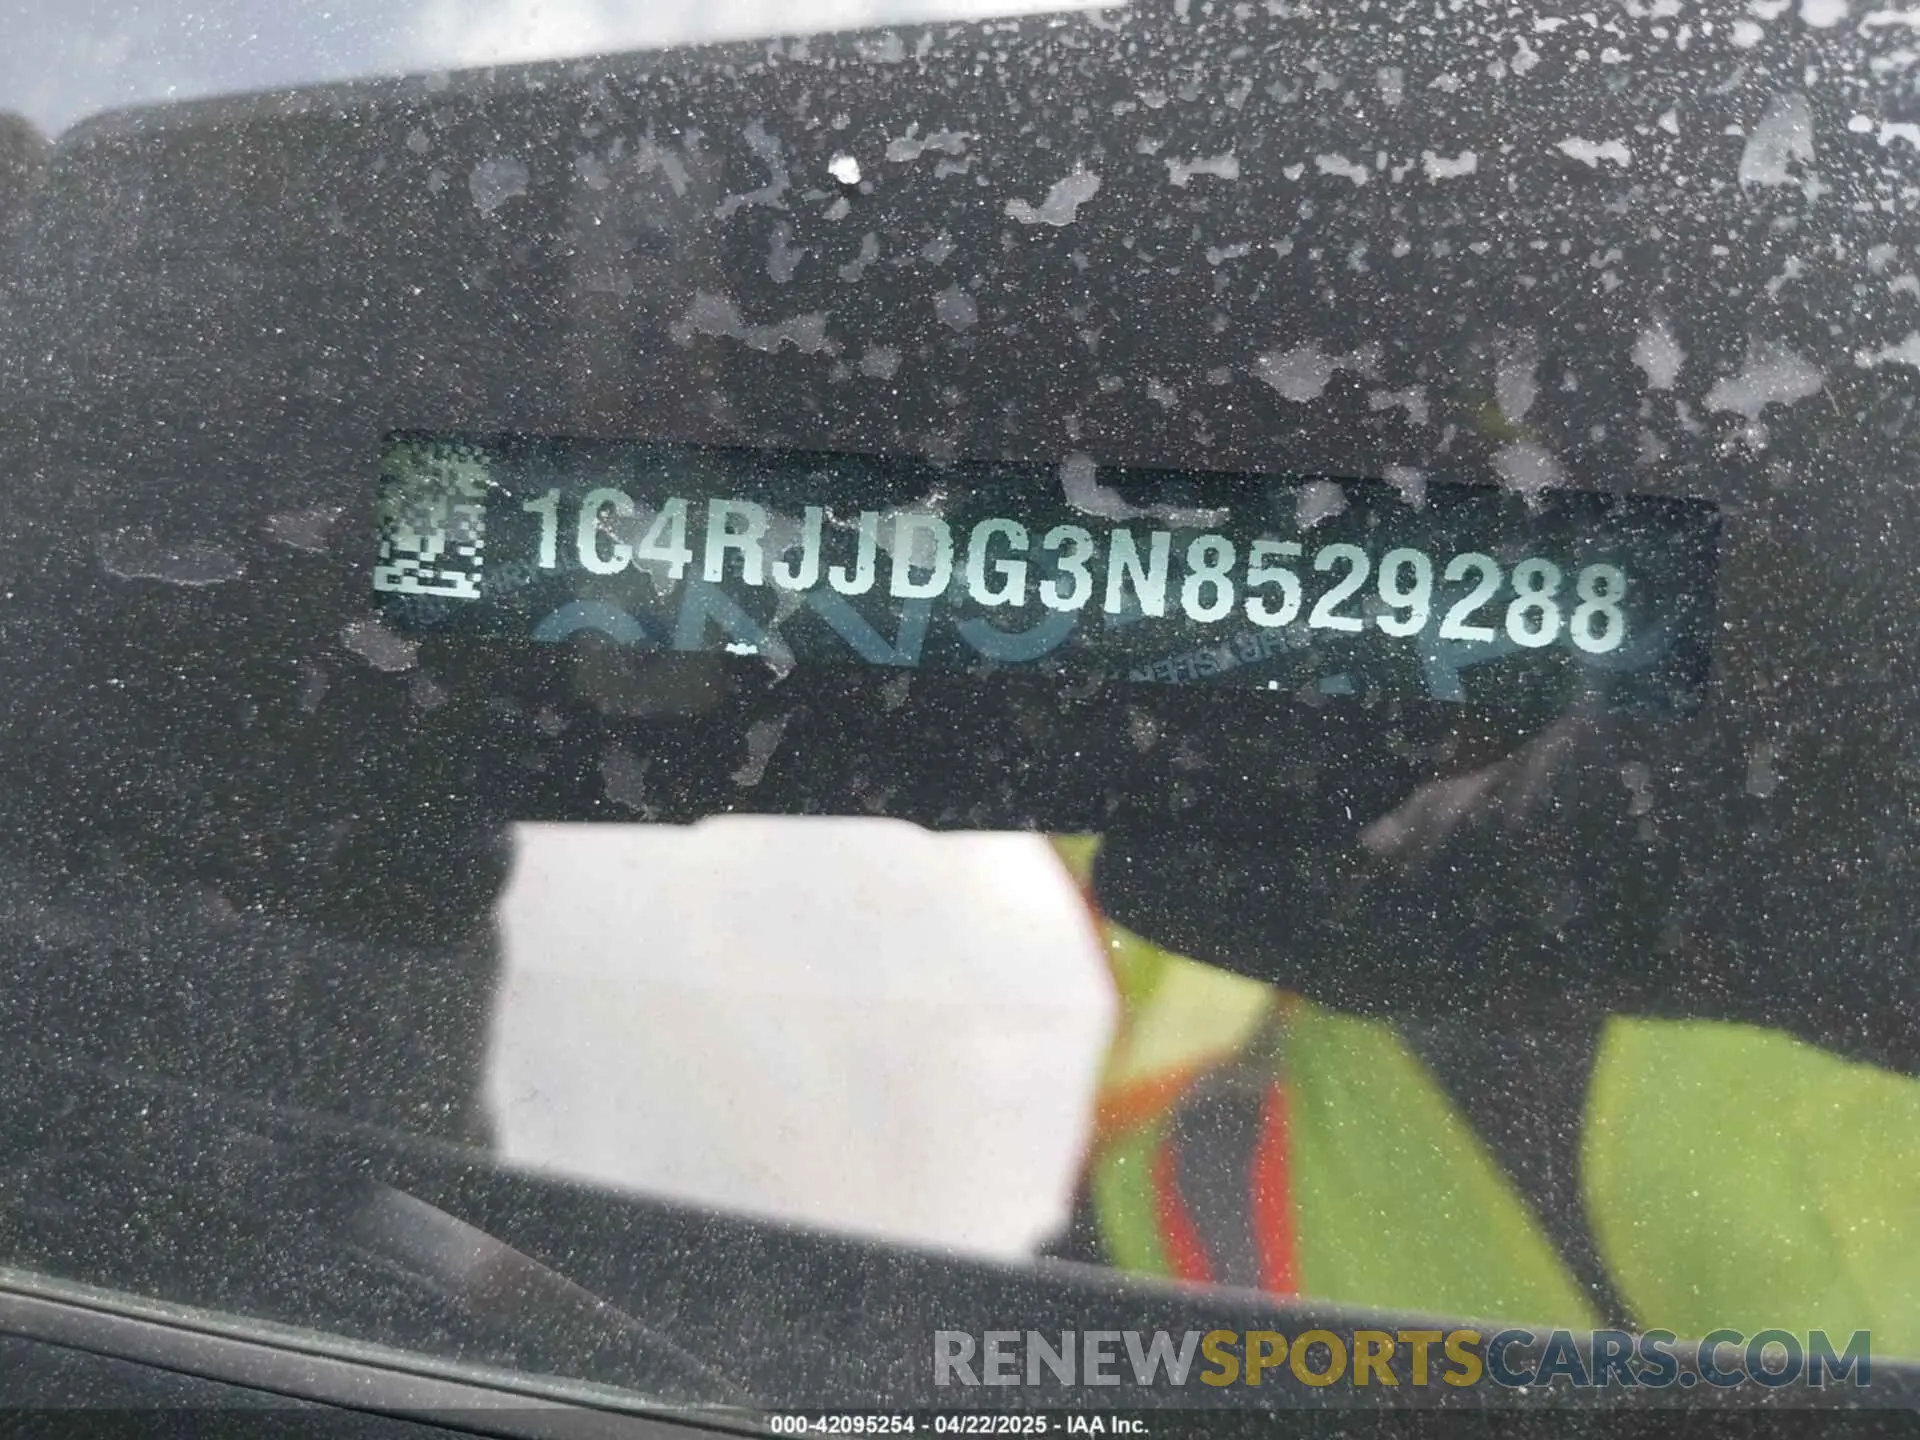 1C4RJJDG3N8529288
RENEWSPORTSCARS.COM
000-42095254 - 04/22/2025 - IAA Inc.